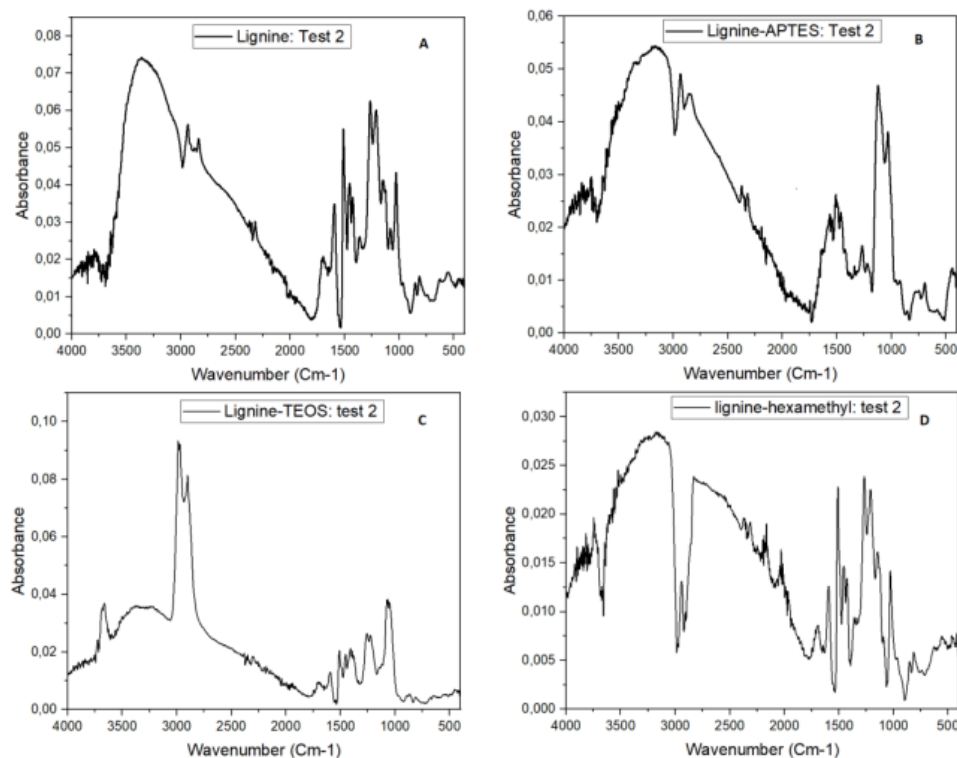 Lignine: Test 2
A
0,08
0,07
0,06
0,05
0,04
0,03
0,02
0,01
0,00
Absorbance
4000 3500 3000 2500 2000 1500 1000 500
Wavenumber (Cm-1)
Lignine-APTES: Test 2
B
0,06
0,05
0,04
0,03
0,02
0,01
0,00
Absorbance
4000 3500 3000 2500 2000 1500 1000 500
Wavenumber (Cm-1)
Lignine-TEOS: test 2
C
0,10
0,08
0,06
0,04
0,02
0,00
Absorbance
4000 3500 3000 2500 2000 1500 1000 500
Wavenumber (Cm-1)
lignine-hexamethyl: test 2
D
0,030
0,025
0,020
0,015
0,010
0,005
0,000
Absorbance
4000 3500 3000 2500 2000 1500 1000 500
Wavenumber (Cm-1)